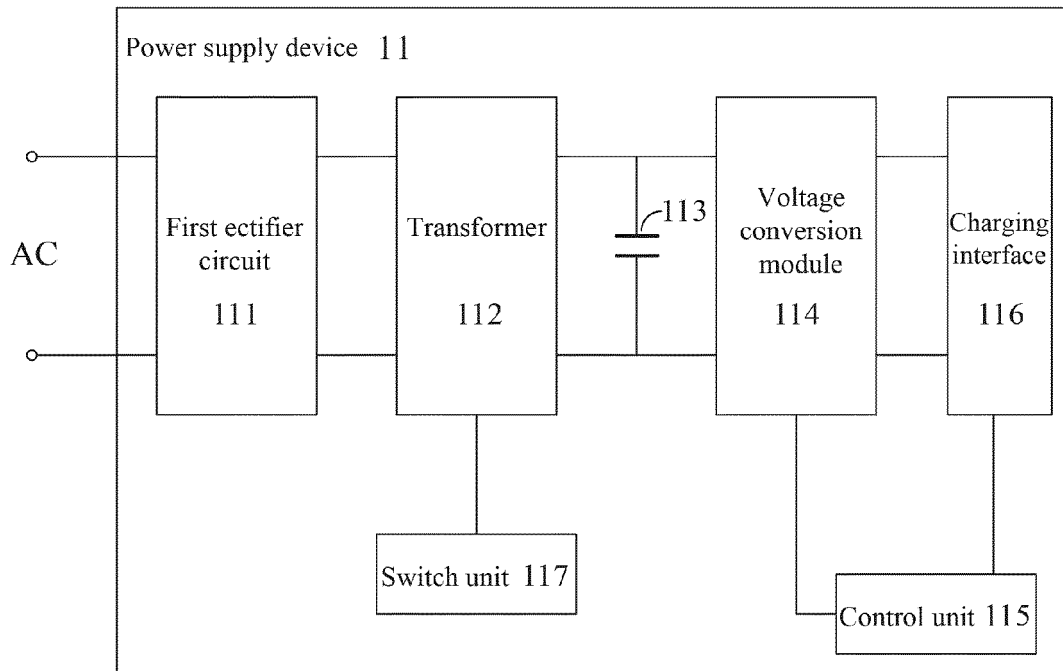 Power supply device 11
AC
First ectifier
circuit
111
Transformer
112
113
Voltage
conversion
module
114
Charging
interface
116
Switch unit 117
Control unit 115